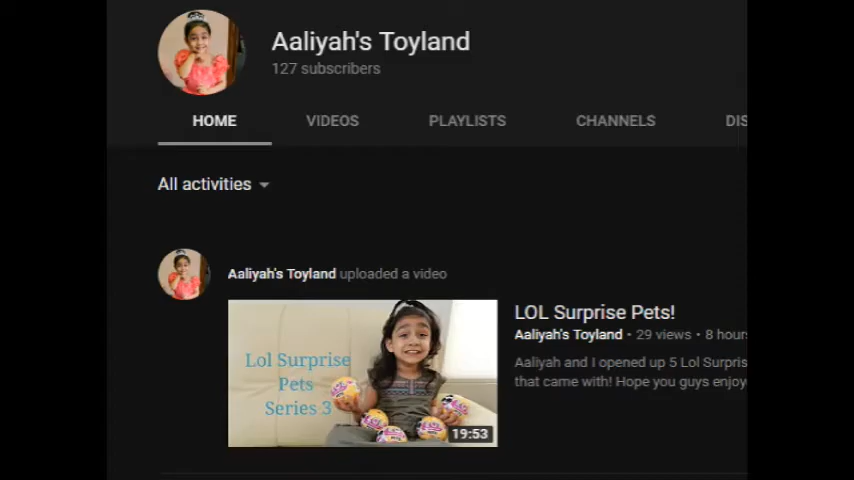 Aaliyah's Toyland
127 subscribers
HOME VIDEOS PLAYLISTS CHANNELS DIS
All activities
Aaliyah's Toyland uploaded a video
LOL Surprise Pets!
Aaliyah's Toyland • 29 views • 8 hours
Aaliyah and I opened up 5 Lol Surpris
that came with! Hope you guys enjoy
Lol Surprise
Pets
Series 3
19:53